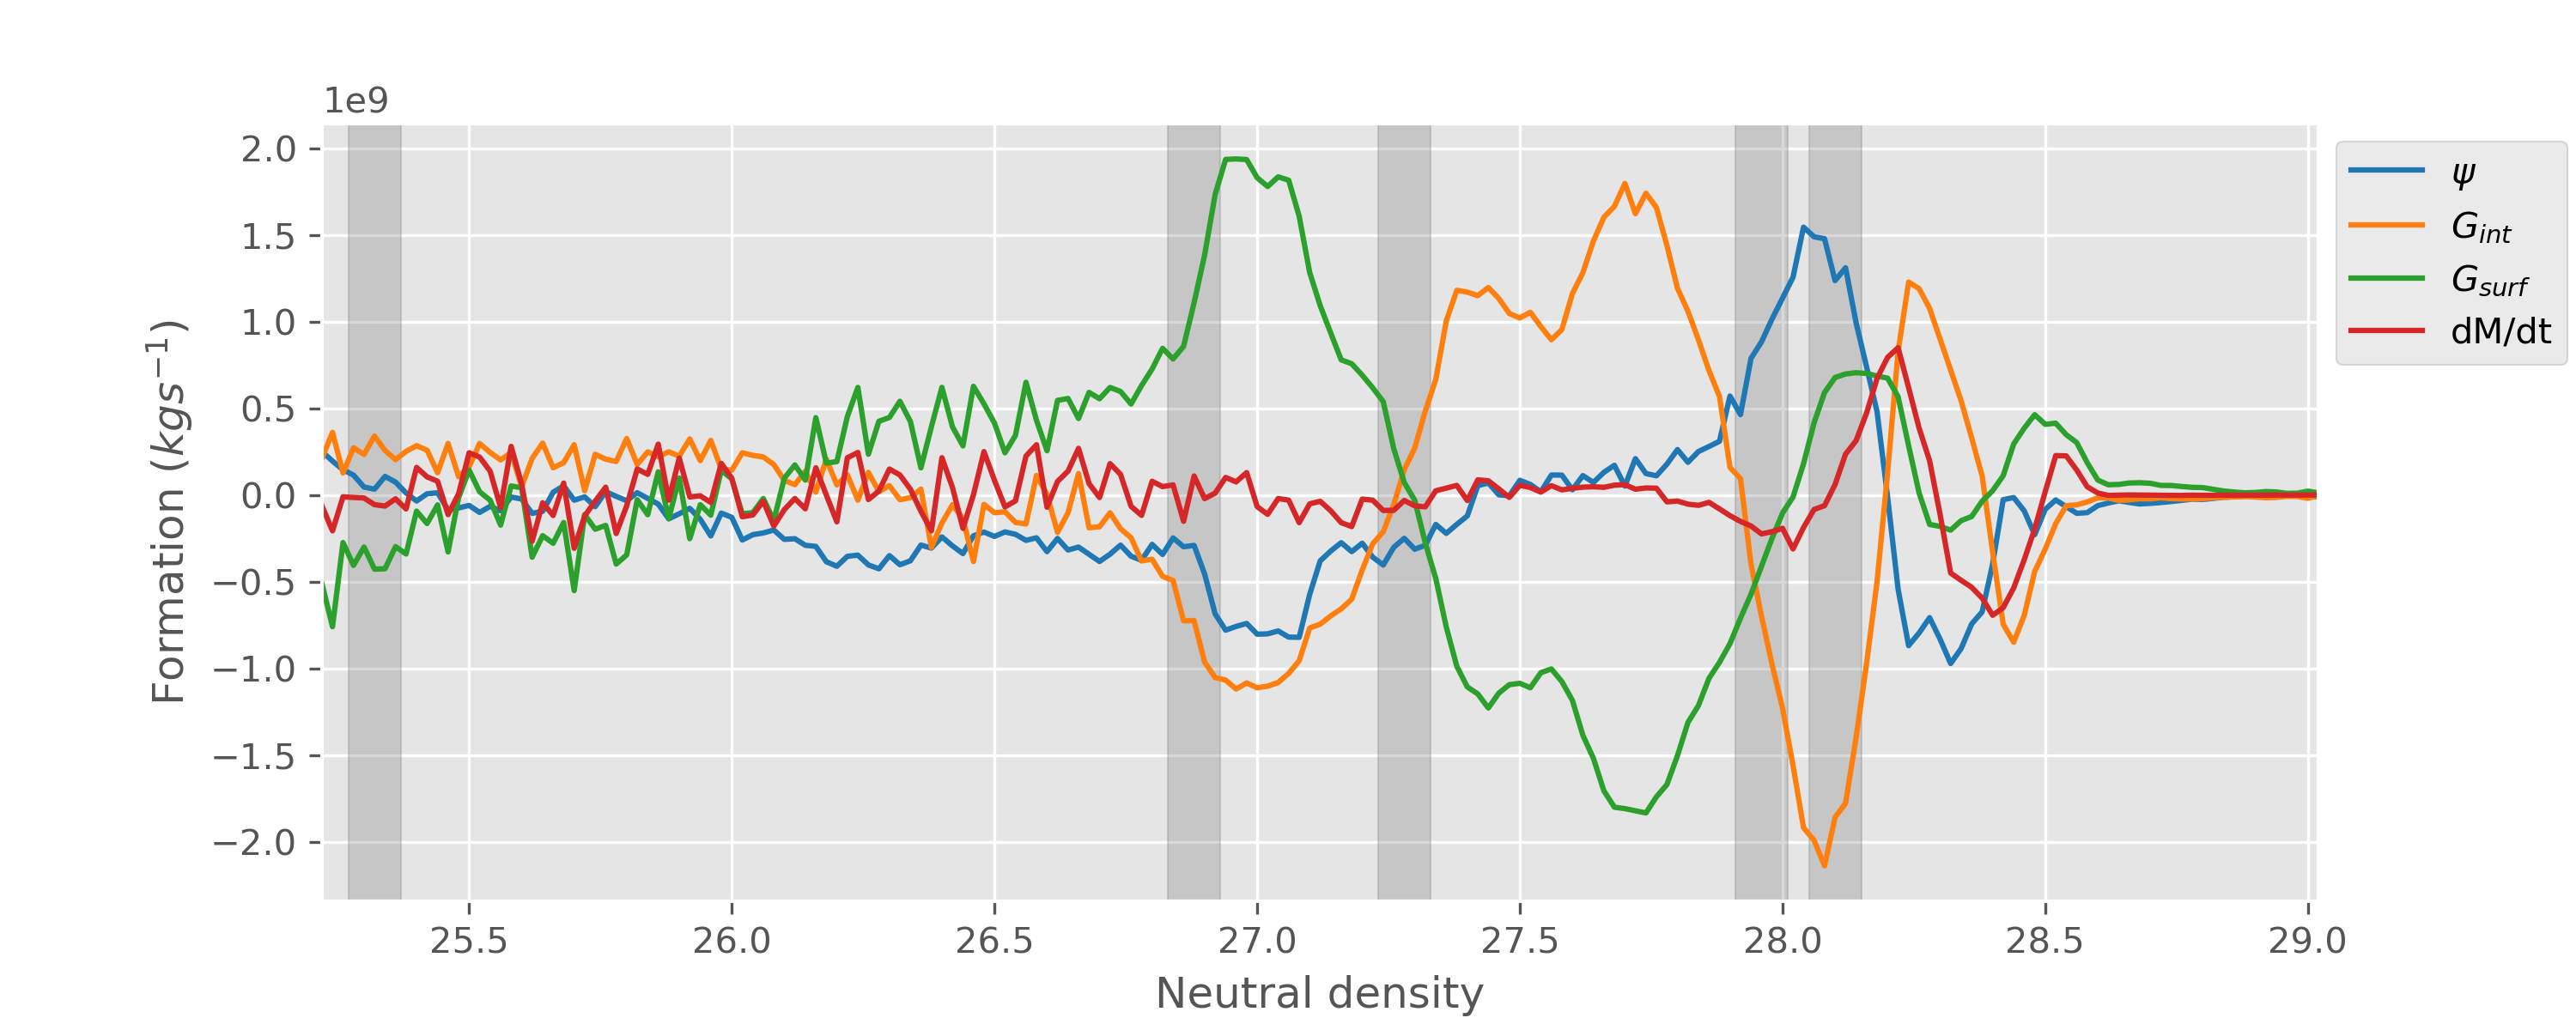 1e9
2.0
1.5
1.0
0.5
0.0
−0.5
−1.0
−1.5
−2.0
Formation (kgs⁻¹)
25.5 26.0 26.5 27.0 27.5 28.0 28.5 29.0
Neutral density
ψ
G_int
G_surf
dM/dt